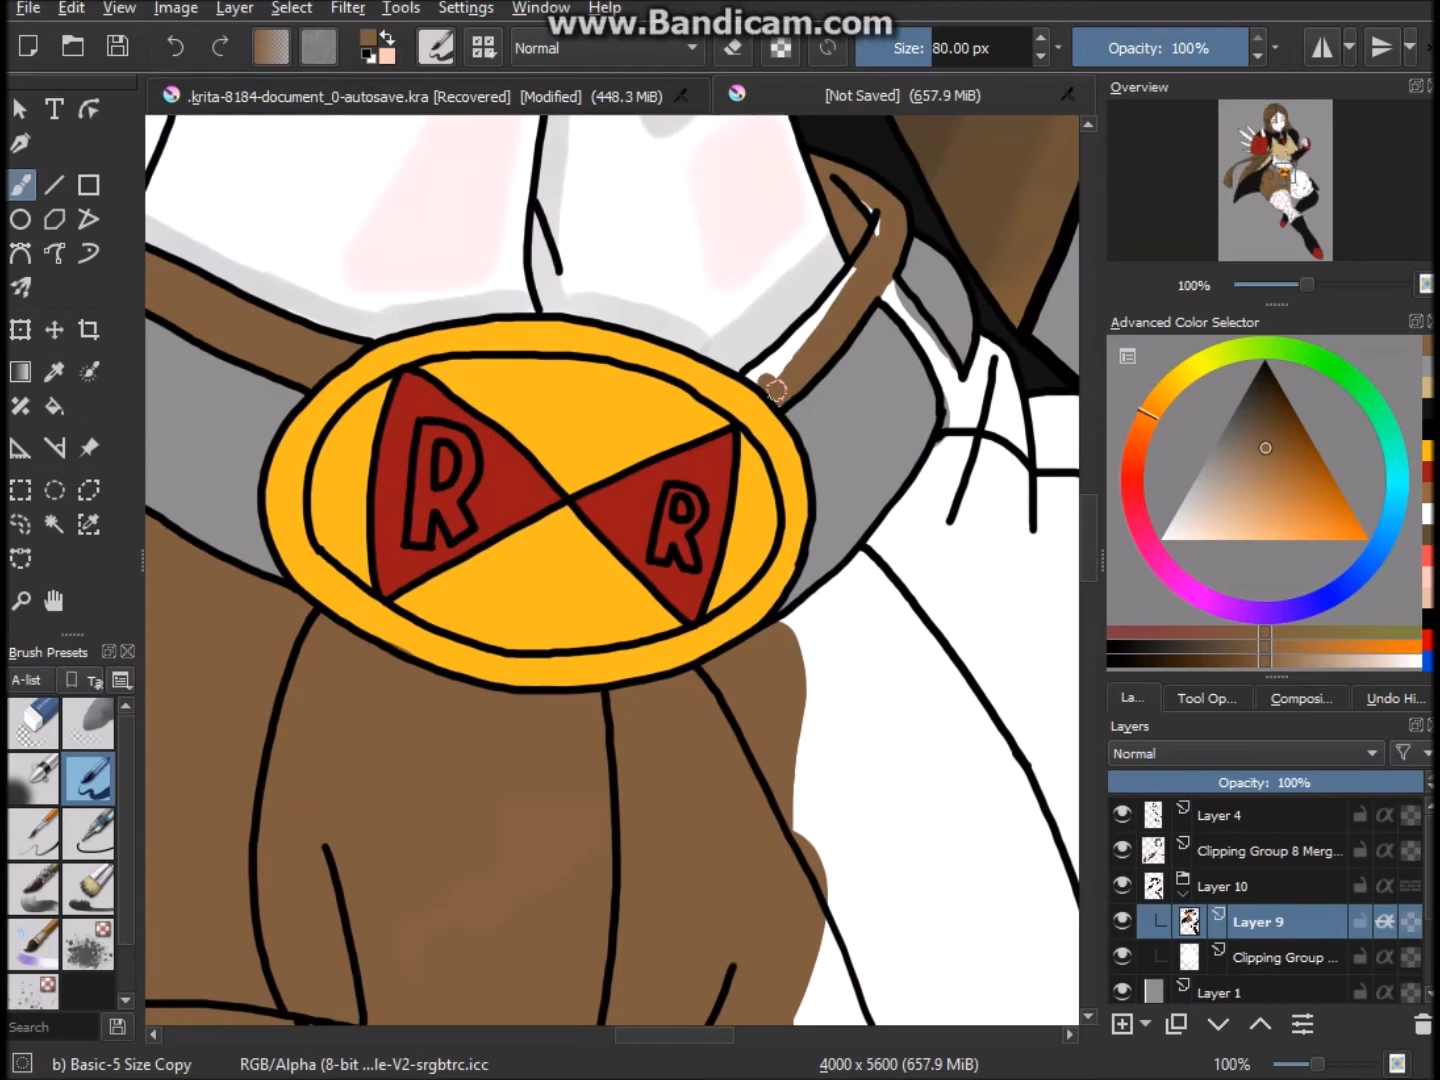 File Edit View Image Layer Select Filter Tools Settings Window Help
www.Bandicam.com
Normal
Size: 80.00 px
Opacity: 100%
.krita-8184-document_0-autosave.kra [Recovered] [Modified] (448.3 MiB)
[Not Saved] (657.9 MiB)
Overview
100%
Advanced Color Selector
R
R
Brush Presets
A-list
Ta
La... Tool Op... Composi... Undo Hi...
Layers
Normal
Opacity: 100%
Layer 4
Clipping Group 8 Merg...
Layer 10
Layer 9
Clipping Group ...
Layer 1
Search
b) Basic-5 Size Copy
RGB/Alpha (8-bit ...le-V2-srgbtrc.icc
4000 x 5600 (657.9 MiB)
100%